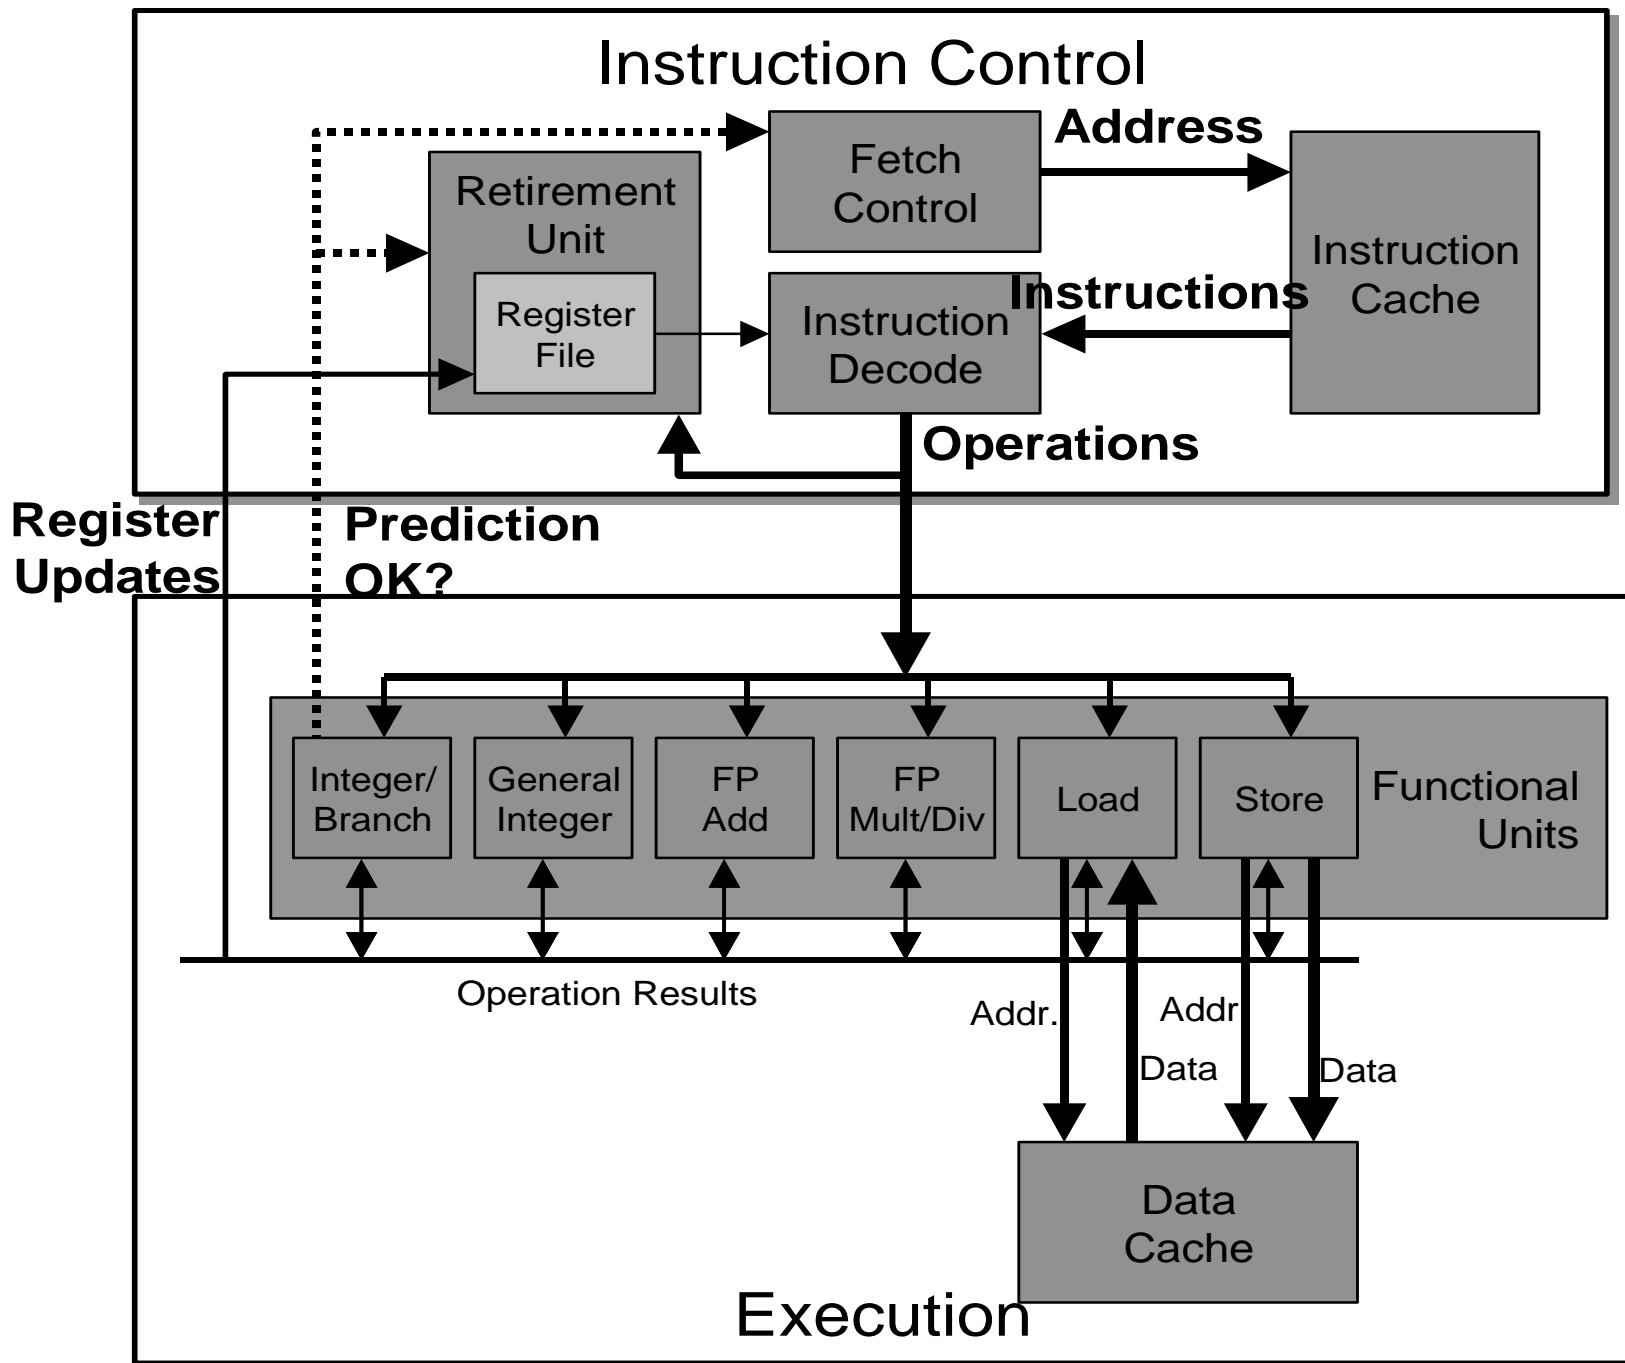 Instruction Control
Address
Fetch
Control
Retirement
Unit
Instruction
Cache
Instructions
Register
File
Instruction
Decode
Operations
Register
Updates
Prediction
OK?
Integer/
Branch
General
Integer
FP
Add
FP
Mult/Div
Load
Store
Functional
Units
Operation Results
Addr.
Addr
Data
Data
Data
Cache
Execution